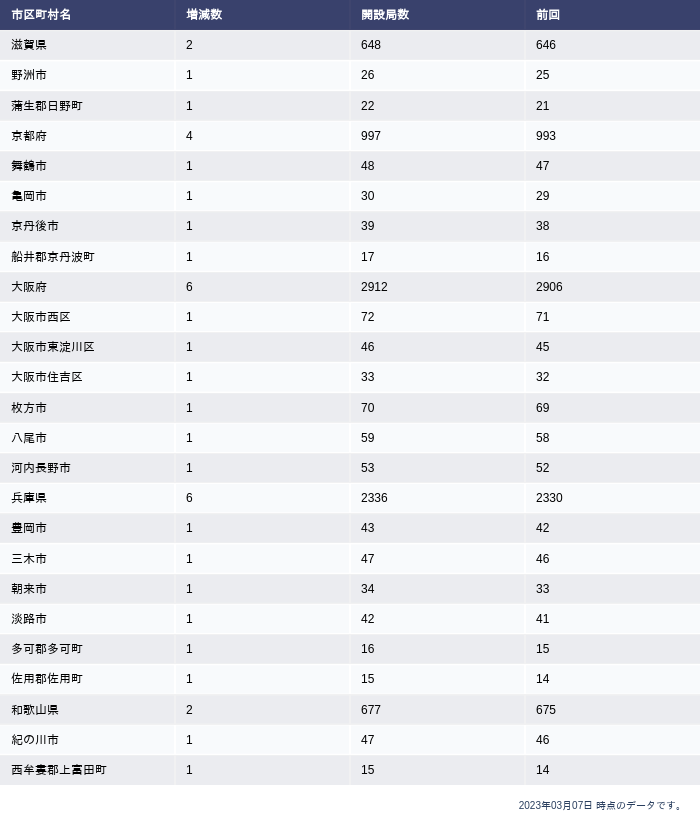 市区町村名 増減数 開設局数 前回
滋賀県 2 648 646
野洲市 1 26 25
蒲生郡日野町 1 22 21
京都府 4 997 993
舞鶴市 1 48 47
亀岡市 1 30 29
京丹後市 1 39 38
船井郡京丹波町 1 17 16
大阪府 6 2912 2906
大阪市西区 1 72 71
大阪市東淀川区 1 46 45
大阪市住吉区 1 33 32
枚方市 1 70 69
八尾市 1 59 58
河内長野市 1 53 52
兵庫県 6 2336 2330
豊岡市 1 43 42
三木市 1 47 46
朝来市 1 34 33
淡路市 1 42 41
多可郡多可町 1 16 15
佐用郡佐用町 1 15 14
和歌山県 2 677 675
紀の川市 1 47 46
西牟婁郡上富田町 1 15 14
2023年03月07日 時点のデータです。